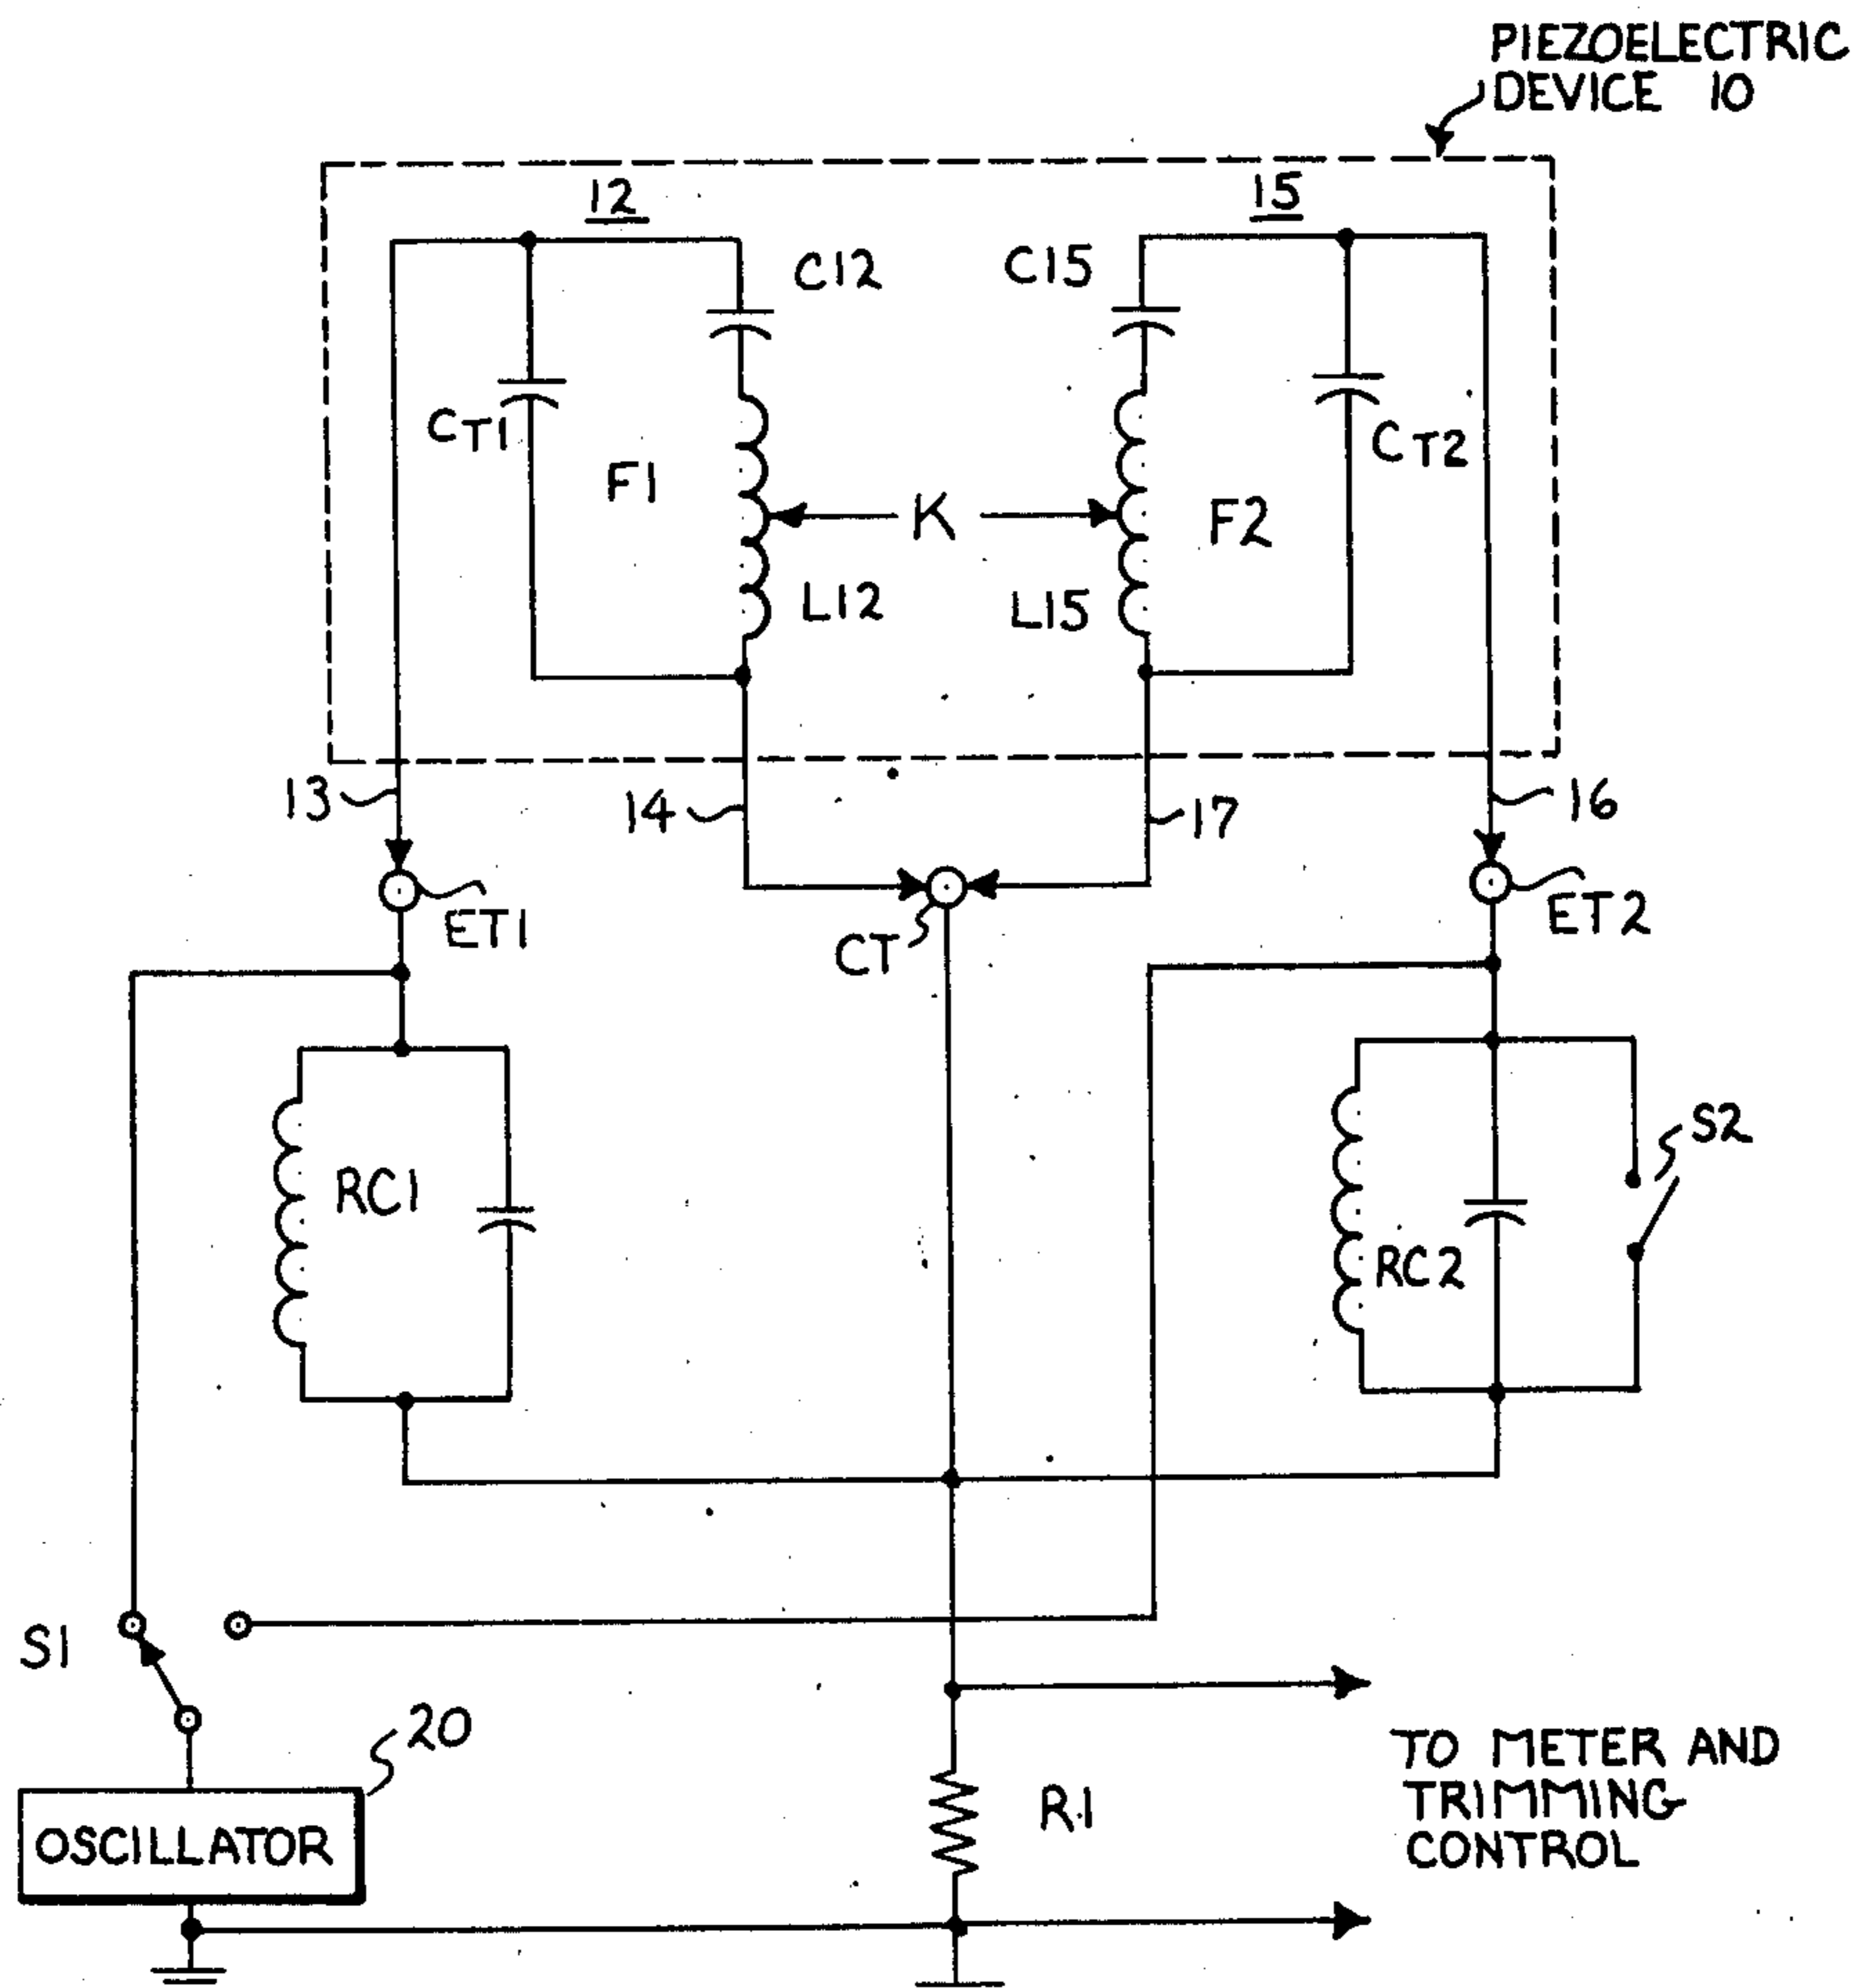 PIEZOELECTRIC
DEVICE 10
12
15
C12
C15
CT1
CT2
F1
K
F2
L12
L15
13
14
17
16
ET1
CT
ET2
RC1
S2
RC2
S1
20
OSCILLATOR
R1
TO METER AND
TRIMMING
CONTROL